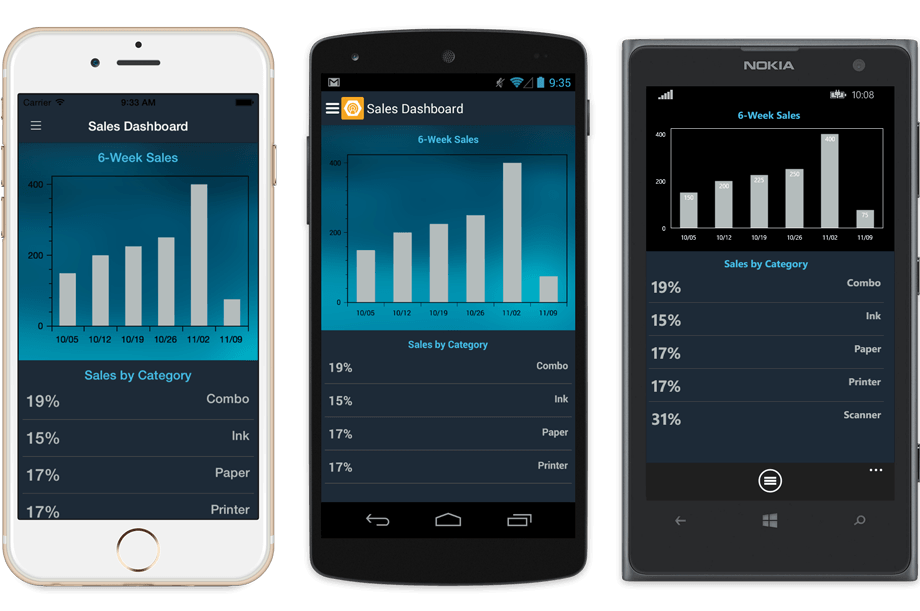 Carrier 9:33 AM
Sales Dashboard
6-Week Sales
400
200
0
10/05 10/12 10/19 10/26 11/02 11/09
Sales by Category
19% Combo
15% Ink
17% Paper
17% Printer
9:35
Sales Dashboard
6-Week Sales
400
200
0
10/05 10/12 10/19 10/26 11/02 11/09
Sales by Category
19% Combo
15% Ink
17% Paper
17% Printer
NOKIA
10:08
6-Week Sales
400
200
0
150 200 225 250 400 75
10/05 10/12 10/19 10/26 11/02 11/09
Sales by Category
19% Combo
15% Ink
17% Paper
17% Printer
31% Scanner